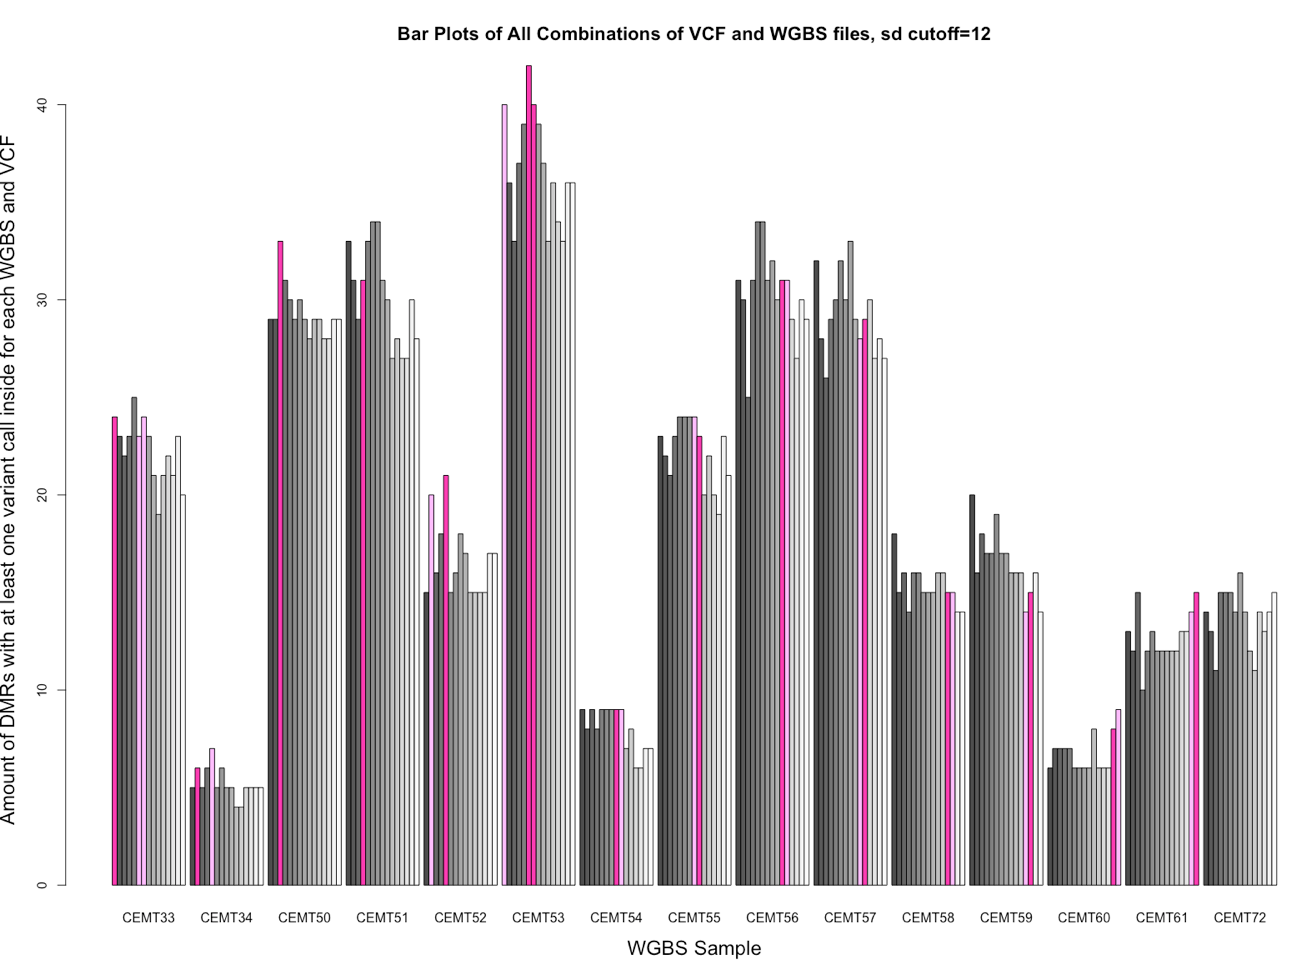 Bar Plots of All Combinations of VCF and WGBS files, sd cutoff=12
Amount of DMRs with at least one variant call inside for each WGBS and VCF
40
30
20
10
0
CEMT33 CEMT34 CEMT50 CEMT51 CEMT52 CEMT53 CEMT54 CEMT55 CEMT56 CEMT57 CEMT58 CEMT59 CEMT60 CEMT61 CEMT72
WGBS Sample